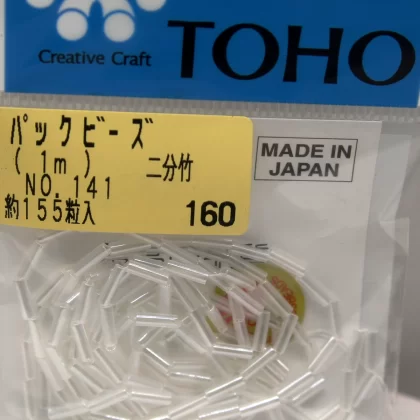 Creative Craft
TOHO
パックビーズ
(1m) 二分竹
NO.141
約155粒入 160
MADE IN
JAPAN